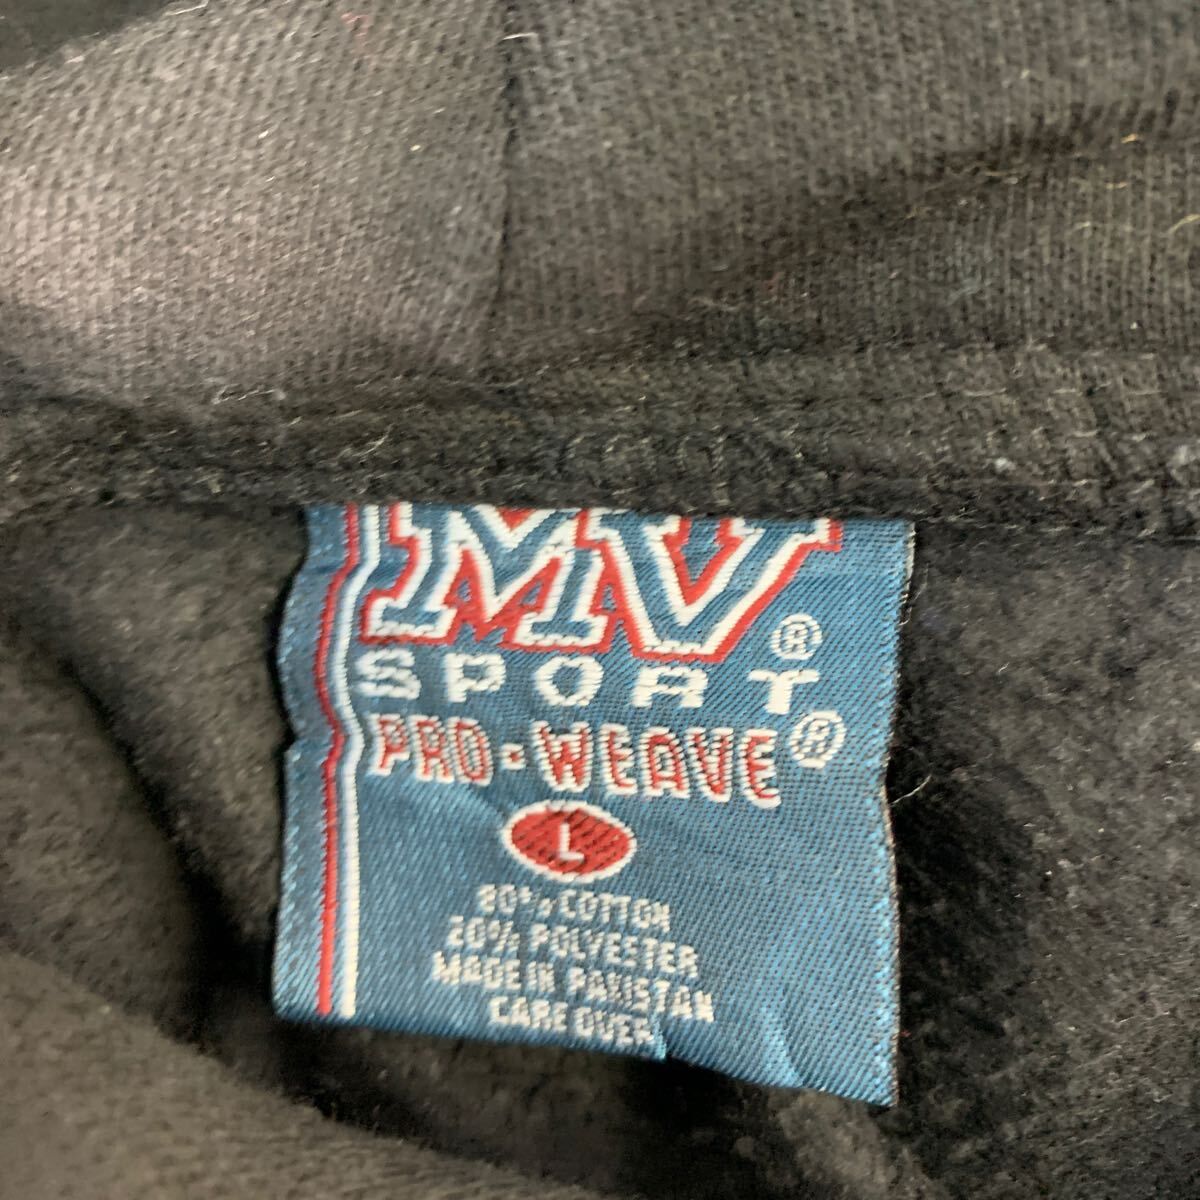 MV®
SPORT
PRO-WEAVE®
L
80% COTTON
20% POLYESTER
MADE IN PAKISTAN
CARE OVER